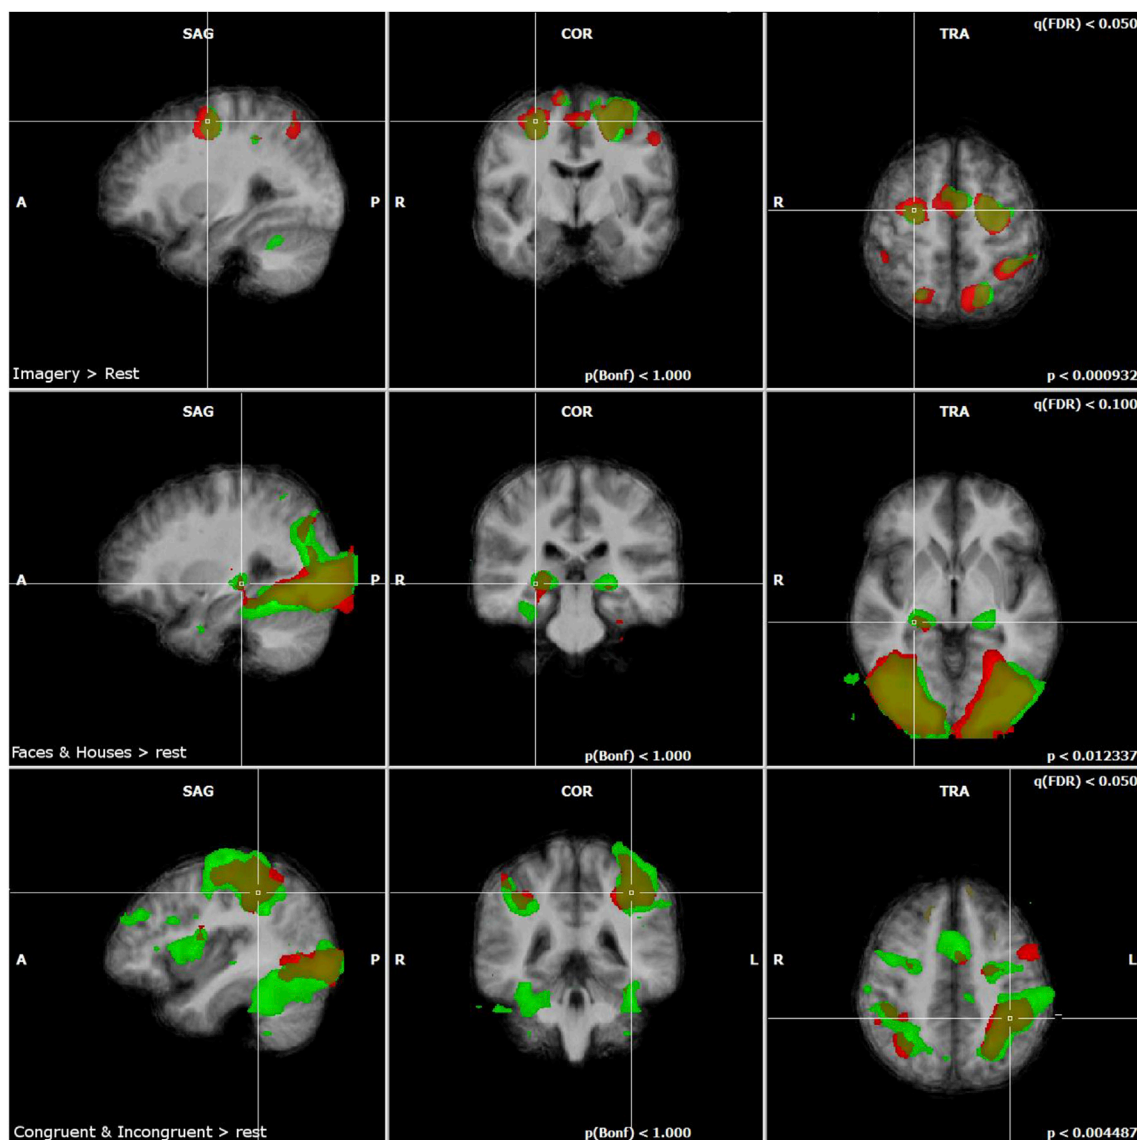 SAG
COR
TRA
q(FDR) < 0.050
A
P
R
R
Imagery > Rest
p(Bonf) < 1.000
p < 0.000932
SAG
COR
TRA
q(FDR) < 0.100
A
P
R
R
Faces & Houses > rest
p(Bonf) < 1.000
p < 0.012337
SAG
COR
TRA
q(FDR) < 0.050
A
P
R
L
R
L
Congruent & Incongruent > rest
p(Bonf) < 1.000
p < 0.004487